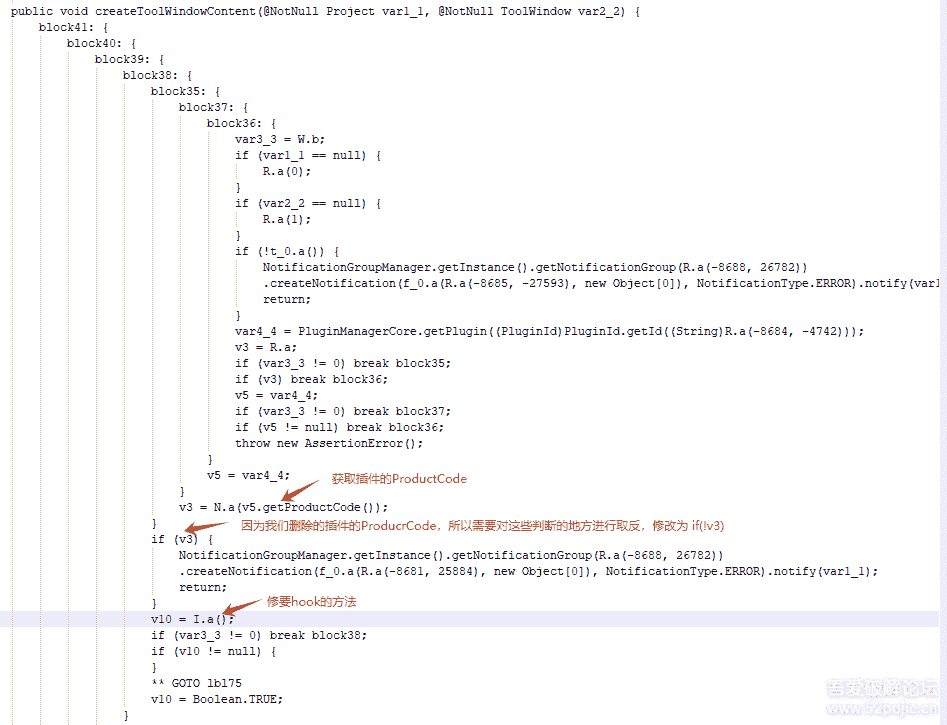 public void createToolWindowContent(@NotNull Project var1_1, @NotNull ToolWindow var2_2) {
block41: {
block40: {
block39: {
block38: {
block35: {
block37: {
block36: {
var3_3 = W.b;
if (var1_1 == null) {
R.a(0);
}
if (var2_2 == null) {
R.a(1);
}
if (!t_0.a()) {
NotificationGroupManager.getInstance().getNotificationGroup(R.a(-8688, 26782))
.createNotification(f_0.a(R.a(-8685, -27593), new Object[0]), NotificationType.ERROR).notify(var1
return;
}
var4_4 = PluginManagerCore.getPlugin((PluginId)PluginId.getId((String)R.a(-8684, -4742)));
v3 = R.a;
if (var3_3 != 0) break block35;
if (v3) break block36;
v5 = var4_4;
if (var3_3 != 0) break block37;
if (v5 != null) break block36;
throw new AssertionError();
}
v5 = var4_4;
获取插件的ProductCode
}
v3 = N.a(v5.getProductCode());
}
因为我们删除的插件的ProducrCode，所以需要对这些判断的地方进行取反，修改为 if(!v3)
if (v3) {
NotificationGroupManager.getInstance().getNotificationGroup(R.a(-8688, 26782))
.createNotification(f_0.a(R.a(-8681, 25884), new Object[0]), NotificationType.ERROR).notify(var1_1);
return;
}
修要hook的方法
v10 = I.a();
if (var3_3 != 0) break block38;
if (v10 != null) {
}
** GOTO lbl75
v10 = Boolean.TRUE;
}
吾爱破解论坛
www.52pojie.cn